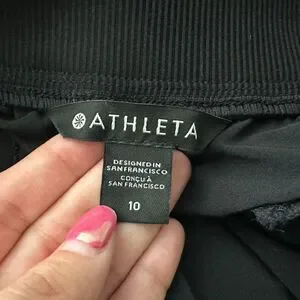 ATHLETA
DESIGNED IN
SAN FRANCISCO
CONÇU À
SAN FRANCISCO
10